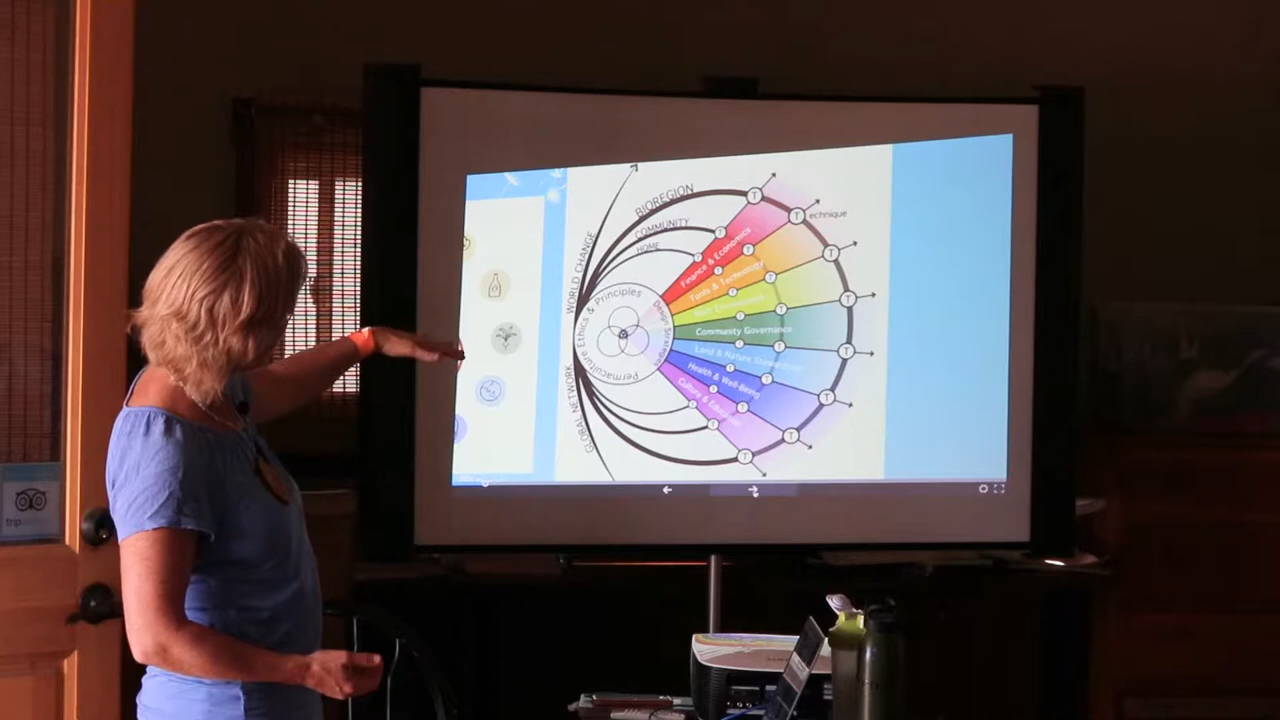 BIOREGION
COMMUNITY
HOME
WORLD CHANGE
GLOBAL NETWORK
Permaculture Ethics & Principles
Design Strategies
Finance & Economics
Tools & Technology
Community Governance
Land & Nature Stewardship
Health & Well-Being
Culture & Education
Technique
T
T
T
T
T
T
T
trip